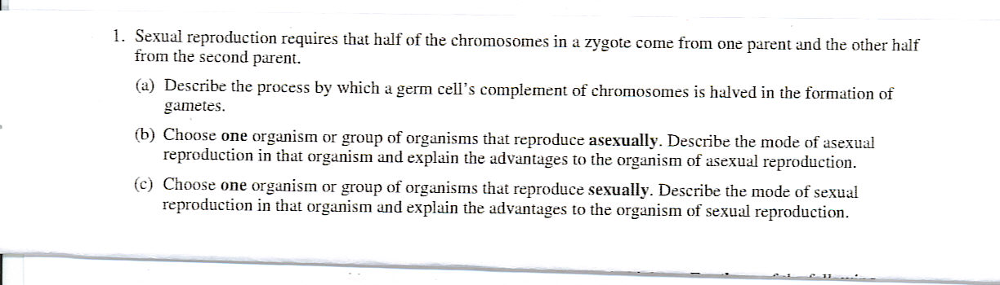 1. Sexual reproduction requires that half of the chromosomes in a zygote come from one parent and the other half
from the second parent.
(a) Describe the process by which a germ cell's complement of chromosomes is halved in the formation of
gametes.
(b) Choose one organism or group of organisms that reproduce asexually. Describe the mode of asexual
reproduction in that organism and explain the advantages to the organism of asexual reproduction.
(c) Choose one organism or group of organisms that reproduce sexually. Describe the mode of sexual
reproduction in that organism and explain the advantages to the organism of sexual reproduction.